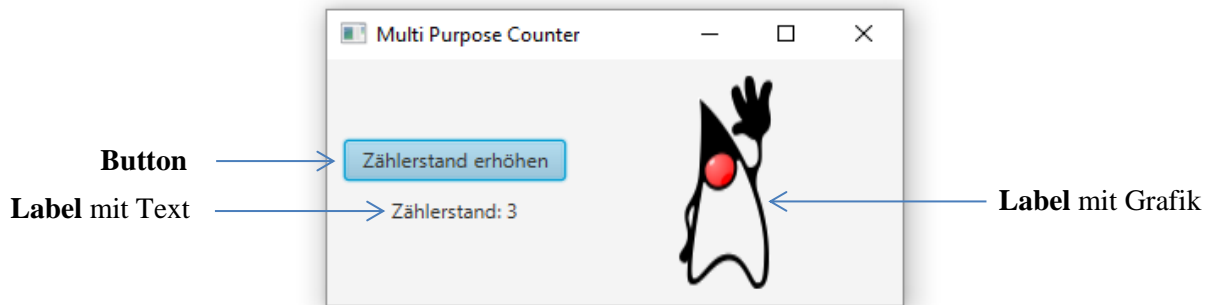 Multi Purpose Counter
Button
Zählerstand erhöhen
Label mit Text
Zählerstand: 3
Label mit Grafik